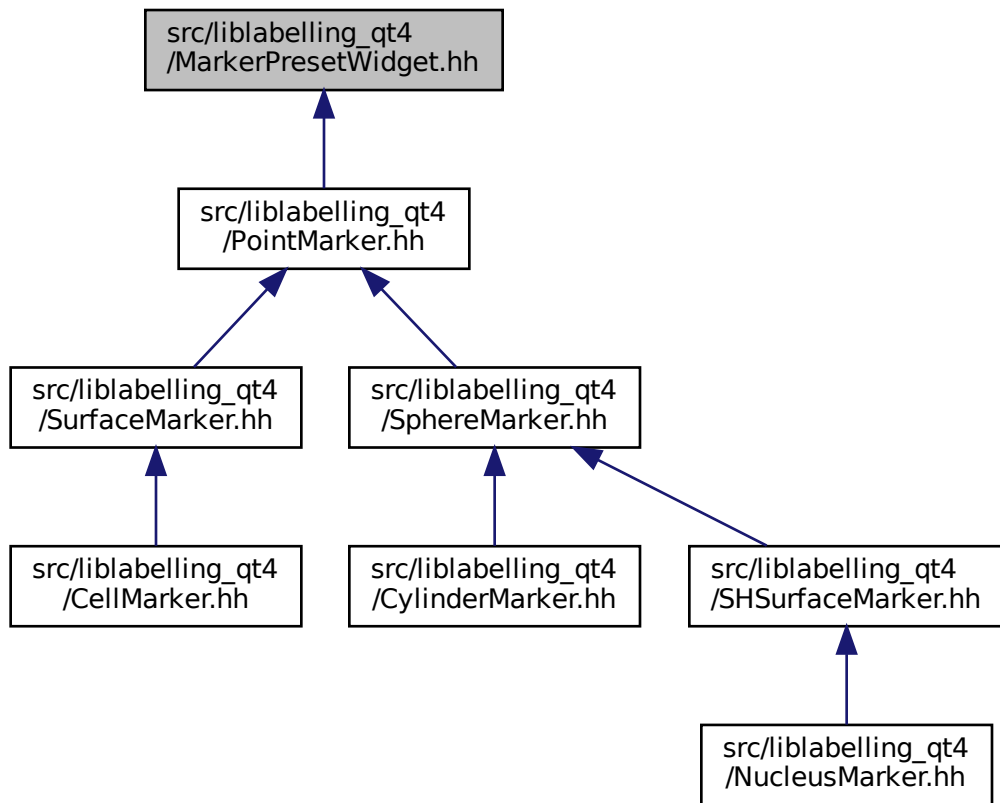 src/liblabelling_qt4
/MarkerPresetWidget.hh
src/liblabelling_qt4
/PointMarker.hh
src/liblabelling_qt4
/SurfaceMarker.hh
src/liblabelling_qt4
/SphereMarker.hh
src/liblabelling_qt4
/CellMarker.hh
src/liblabelling_qt4
/CylinderMarker.hh
src/liblabelling_qt4
/SHSurfaceMarker.hh
src/liblabelling_qt4
/NucleusMarker.hh